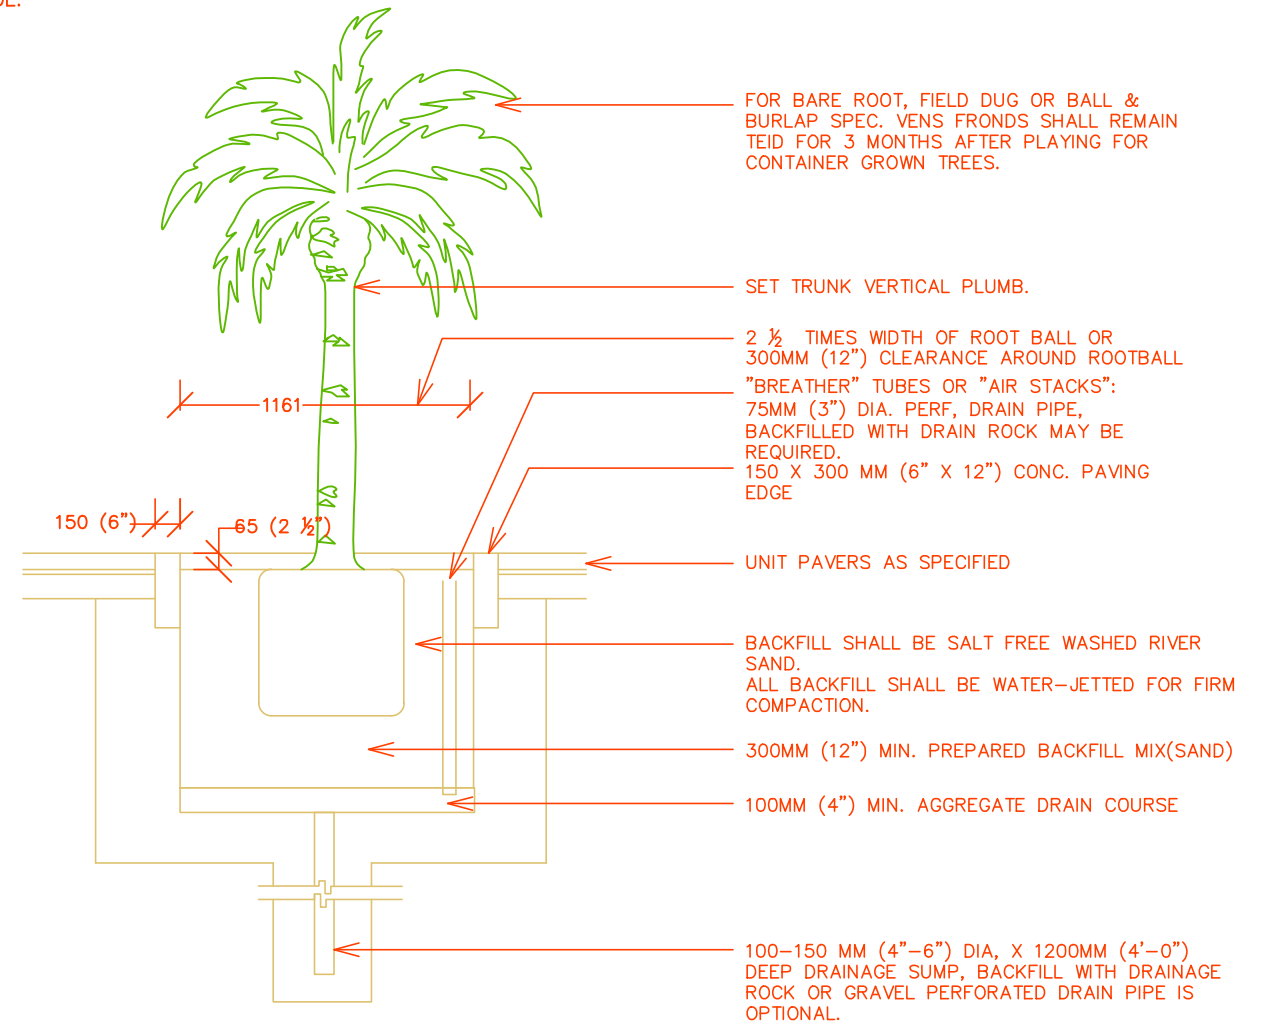 FOR BARE ROOT, FIELD DUG OR BALL &
BURLAP SPEC. VENS FRONDS SHALL REMAIN
TEID FOR 3 MONTHS AFTER PLAYING FOR
CONTAINER GROWN TREES.
SET TRUNK VERTICAL PLUMB.
2 ½ TIMES WIDTH OF ROOT BALL OR
300MM (12") CLEARANCE AROUND ROOTBALL
"BREATHER" TUBES OR "AIR STACKS":
75MM (3") DIA. PERF, DRAIN PIPE,
BACKFILLED WITH DRAIN ROCK MAY BE
REQUIRED.
1161
150 X 300 MM (6" X 12") CONC. PAVING
EDGE
150 (6")
65 (2 ½")
UNIT PAVERS AS SPECIFIED
BACKFILL SHALL BE SALT FREE WASHED RIVER
SAND.
ALL BACKFILL SHALL BE WATER-JETTED FOR FIRM
COMPACTION.
300MM (12") MIN. PREPARED BACKFILL MIX(SAND)
100MM (4") MIN. AGGREGATE DRAIN COURSE
100-150 MM (4"-6") DIA, X 1200MM (4'-0")
DEEP DRAINAGE SUMP, BACKFILL WITH DRAINAGE
ROCK OR GRAVEL PERFORATED DRAIN PIPE IS
OPTIONAL.